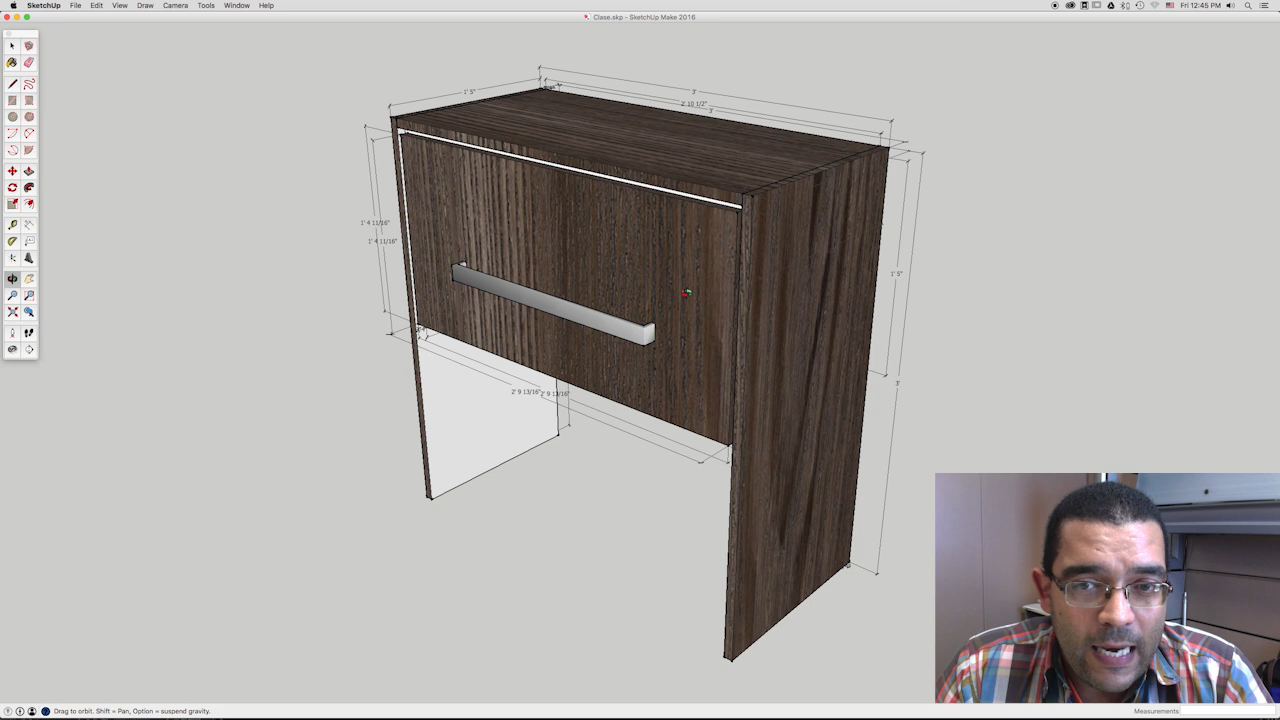 SketchUp File Edit View Draw Camera Tools Window Help Fri 12:45 PM
Clase.skp - SketchUp Make 2016
1' 5"
3'
2' 10 1/2"
3'
1' 4 11/16"
1' 4 11/16"
1' 5"
3'
2' 9 13/16"
2' 9 13/16"
Drag to orbit. Shift = Pan, Option = suspend gravity.
Measurements